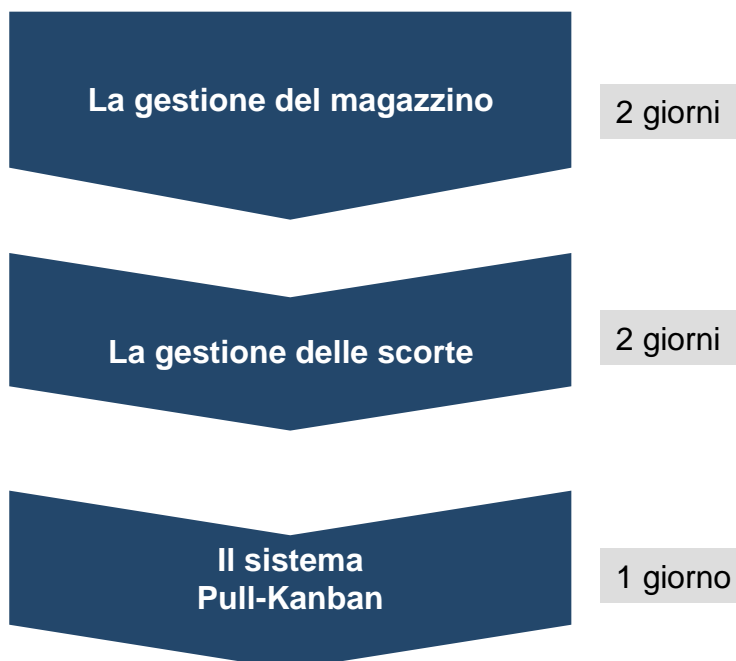 La gestione del magazzino
2 giorni
La gestione delle scorte
2 giorni
Il sistema
Pull-Kanban
1 giorno